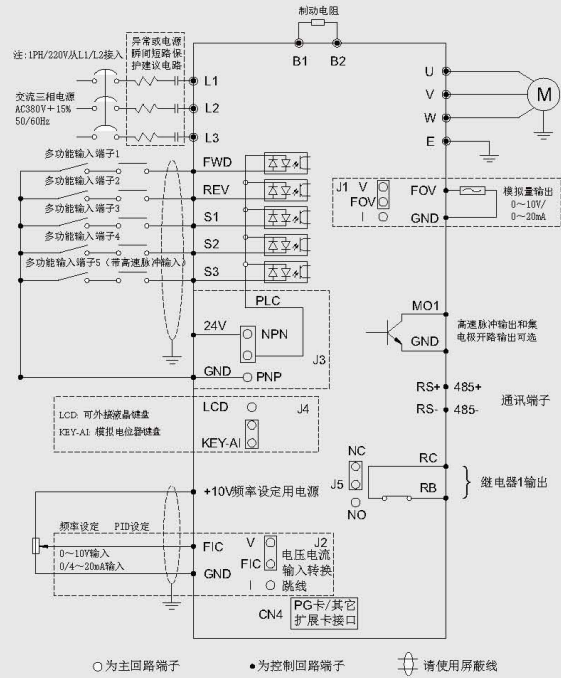 制动电阻
B1 B2
注:1PH/220V从L1/L2接入
异常或电源
瞬间短路保
护建议电路
交流三相电源
AC380V+15%
50/60Hz
L1
L2
L3
U
V
W
E
M
多功能输入端子1
FWD
多功能输入端子2
REV
多功能输入端子3
S1
多功能输入端子4
S2
多功能输入端子5（带高速脉冲输入）
S3
J1 V
FOV
I
FOV
GND
模拟量输出
0～10V/
0～20mA
PLC
24V
NPN
J3
GND
PNP
MO1
GND
高速脉冲输出和集
电极开路输出可选
RS+ 485+
RS- 485-
通讯端子
LCD: 可外接液晶键盘
KEY-AI: 模拟电位器键盘
LCD
J4
KEY-AI
NC
J5
NO
RC
RB
继电器1输出
+10V频率设定用电源
频率设定 PID设定
0～10V输入
0/4～20mA输入
FIC
GND
V
FIC
I
J2
电压电流
输入转换
跳线
CN4
PG卡/其它
扩展卡接口
○为主回路端子
●为控制回路端子
请使用屏蔽线